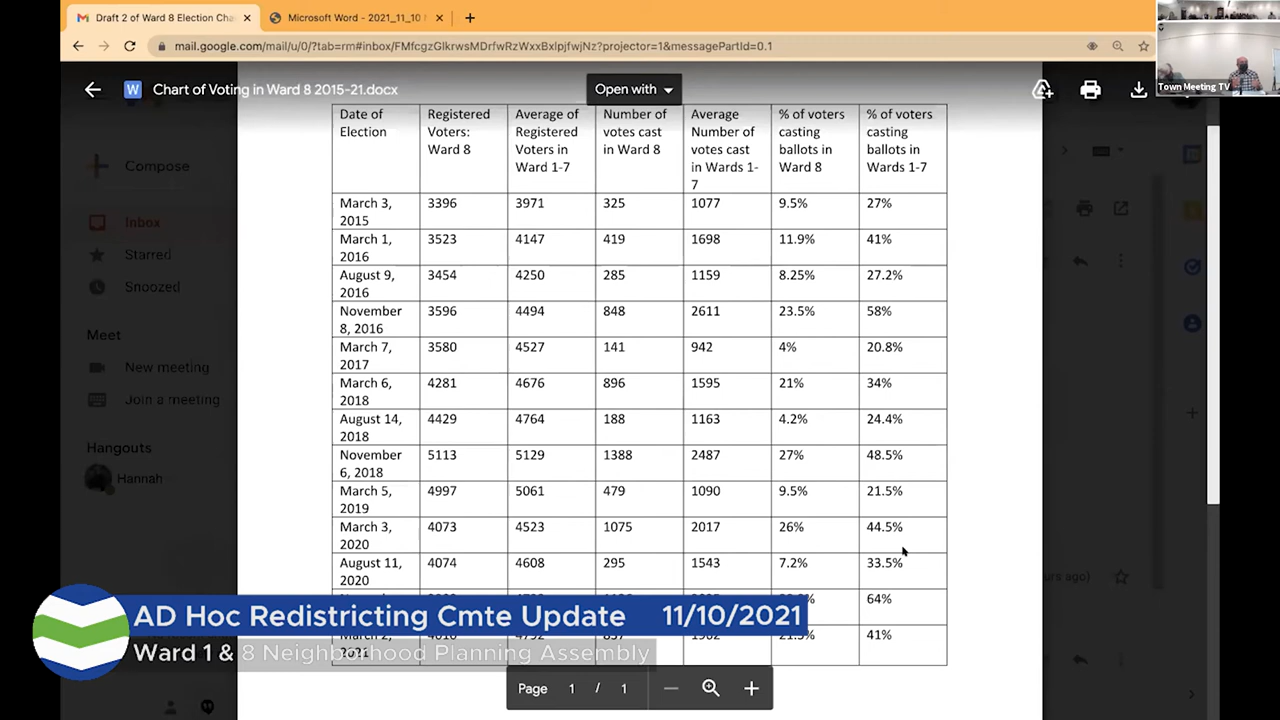 Draft 2 of Ward 8 Election Cha
Microsoft Word - 2021_11_10
mail.google.com/mail/u/0/?tab=rm#inbox/FMfcgzGlkrwsMDrfwRzWxxBxlpjfwjNz?projector=1&messagePartId=0.1
Town Meeting TV
W Chart of Voting in Ward 8 2015-21.docx
Open with
Compose
Inbox
Starred
Snoozed
Meet
New meeting
Join a meeting
Hangouts
Hannah
Date of Election
Registered Voters: Ward 8
Average of Registered Voters in Ward 1-7
Number of votes cast in Ward 8
Average Number of votes cast in Wards 1-7
% of voters casting ballots in Ward 8
% of voters casting ballots in Wards 1-7
March 3, 2015 3396 3971 325 1077 9.5% 27%
March 1, 2016 3523 4147 419 1698 11.9% 41%
August 9, 2016 3454 4250 285 1159 8.25% 27.2%
November 8, 2016 3596 4494 848 2611 23.5% 58%
March 7, 2017 3580 4527 141 942 4% 20.8%
March 6, 2018 4281 4676 896 1595 21% 34%
August 14, 2018 4429 4764 188 1163 4.2% 24.4%
November 6, 2018 5113 5129 1388 2487 27% 48.5%
March 5, 2019 4997 5061 479 1090 9.5% 21.5%
March 3, 2020 4073 4523 1075 2017 26% 44.5%
August 11, 2020 4074 4608 295 1543 7.2% 33.5%
64%
41%
urs ago)
AD Hoc Redistricting Cmte Update 11/10/2021
Ward 1 & 8 Neighborhood Planning Assembly
Page 1 / 1